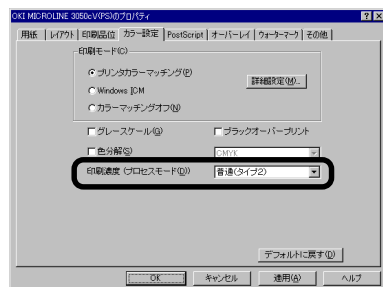 OKI MICROLINE 3050cV(PS)のプロパティ
用紙 レイアウト 印刷品位 カラー設定 PostScript オーバーレイ ウォーターマーク その他
印刷モード(C)
プリンタカラーマッチング(P)
詳細設定(M)...
Windows ICM
カラーマッチングオフ(N)
グレースケール(G) ブラックオーバープリント
色分解(S) CMYK
印刷濃度 (プロセスモード(D)) 普通(タイプ2)
デフォルトに戻す(D)
OK キャンセル 適用(A) ヘルプ